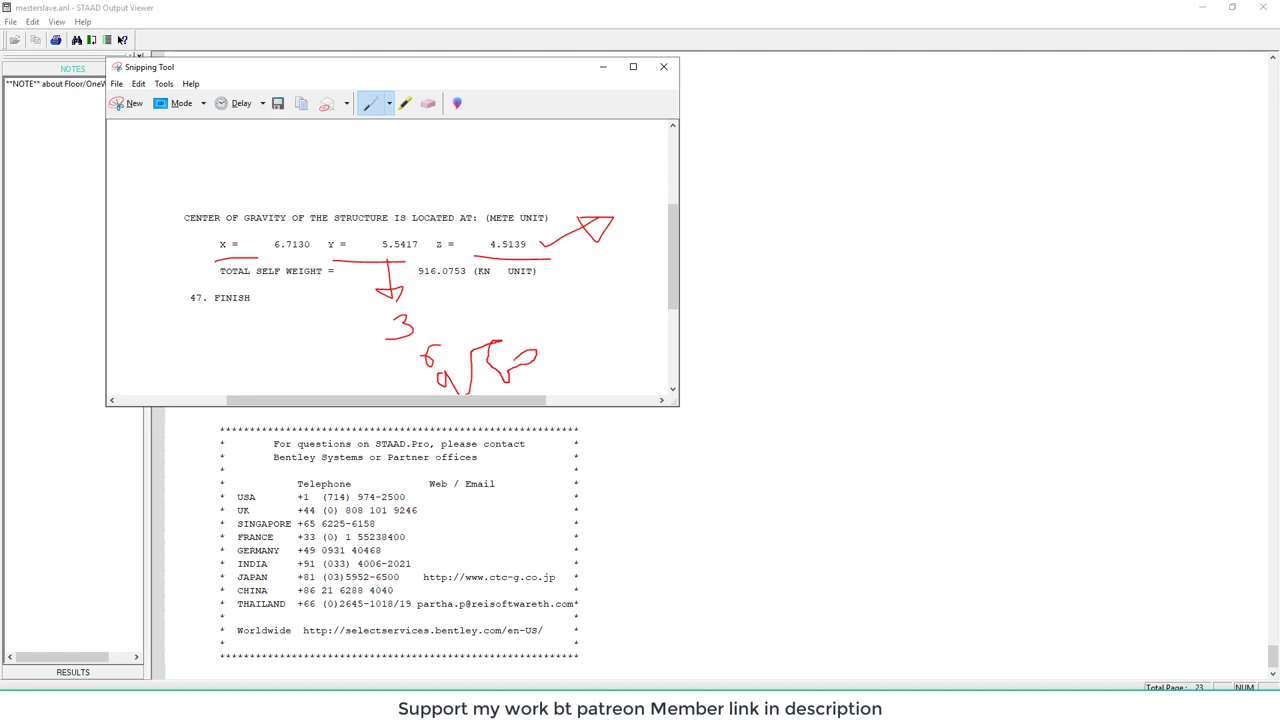 masterslave.anl - STAAD Output Viewer
File Edit View Help
NOTES
**NOTE** about Floor/OneW
Snipping Tool
File Edit Tools Help
New Mode Delay
CENTER OF GRAVITY OF THE STRUCTURE IS LOCATED AT: (METE UNIT)
X = 6.7130 Y = 5.5417 Z = 4.5139
TOTAL SELF WEIGHT = 916.0753 (KN UNIT)
47. FINISH
3
6
9
************************************************************
* For questions on STAAD.Pro, please contact *
* Bentley Systems or Partner offices *
* *
* Telephone Web / Email *
* USA +1 (714) 974-2500 *
* UK +44 (0) 808 101 9246 *
* SINGAPORE +65 6225-6158 *
* FRANCE +33 (0) 1 55238400 *
* GERMANY +49 0931 40468 *
* INDIA +91 (033) 4006-2021 *
* JAPAN +81 (03)5952-6500 http://www.ctc-g.co.jp *
* CHINA +86 21 6288 4040 *
* THAILAND +66 (0)2645-1018/19 partha.p@reisoftwareth.com*
* *
* Worldwide http://selectservices.bentley.com/en-US/ *
* *
************************************************************
RESULTS
Total Page : 23 NUM
Support my work bt patreon Member link in description